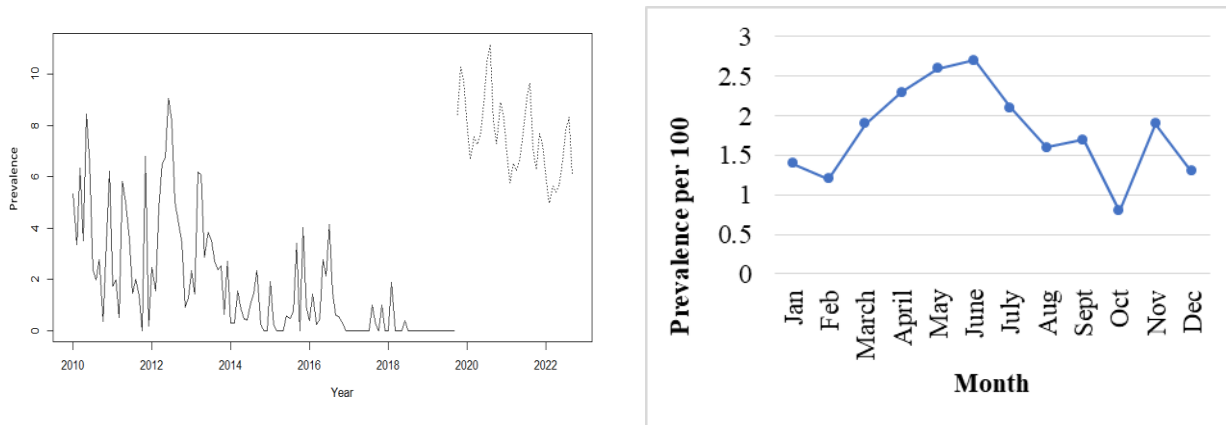 10
8
6
4
2
0
Prevalence
2010
2012
2014
2016
2018
2020
2022
Year
3
2.5
2
1.5
1
0.5
0
Prevalence per 100
Jan
Feb
March
April
May
June
July
Aug
Sept
Oct
Nov
Dec
Month